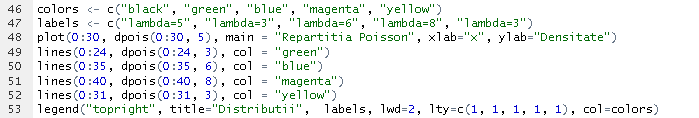 46 colors <- c("black", "green", "blue", "magenta", "yellow")
47 labels <- c("lambda=5", "lambda=3", "lambda=6", "lambda=8", "lambda=3")
48 plot(0:30, dpois(0:30, 5), main = "Repartitia Poisson", xlab="x", ylab="Densitate")
49 lines(0:24, dpois(0:24, 3), col = "green")
50 lines(0:35, dpois(0:35, 6), col = "blue")
51 lines(0:40, dpois(0:40, 8), col = "magenta")
52 lines(0:31, dpois(0:31, 3), col = "yellow")
53 legend("topright", title="Distributii", labels, lwd=2, lty=c(1, 1, 1, 1, 1), col=colors)